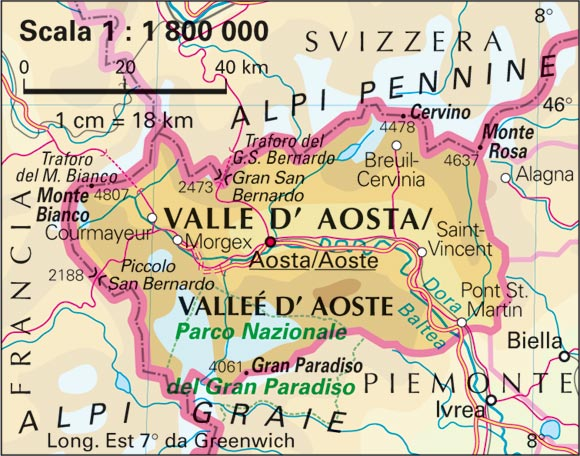 Scala 1 : 1 800 000
0 20 40 km
1 cm = 18 km
8°
SVIZZERA
ALPI PENNINE
46°
Cervino
4478
Monte
Rosa
4637
Alagna
Traforo del
G.S. Bernardo
Gran San
Bernardo
2473
Breuil-
Cervinia
Traforo
del M. Bianco
Monte
Bianco
4807
FRANCIA
Courmayeur
Morgex
VALLE D' AOSTA/
Aosta/Aoste
Saint-
Vincent
2188
Piccolo
San Bernardo
VALLEÉ D' AOSTE
Dora
Baltea
Pont St.
Martin
Parco Nazionale
4061
Gran Paradiso
del Gran Paradiso
Biella
PIEMONTE
Ivrea
ALPI GRAIE
Long. Est 7° da Greenwich
8°